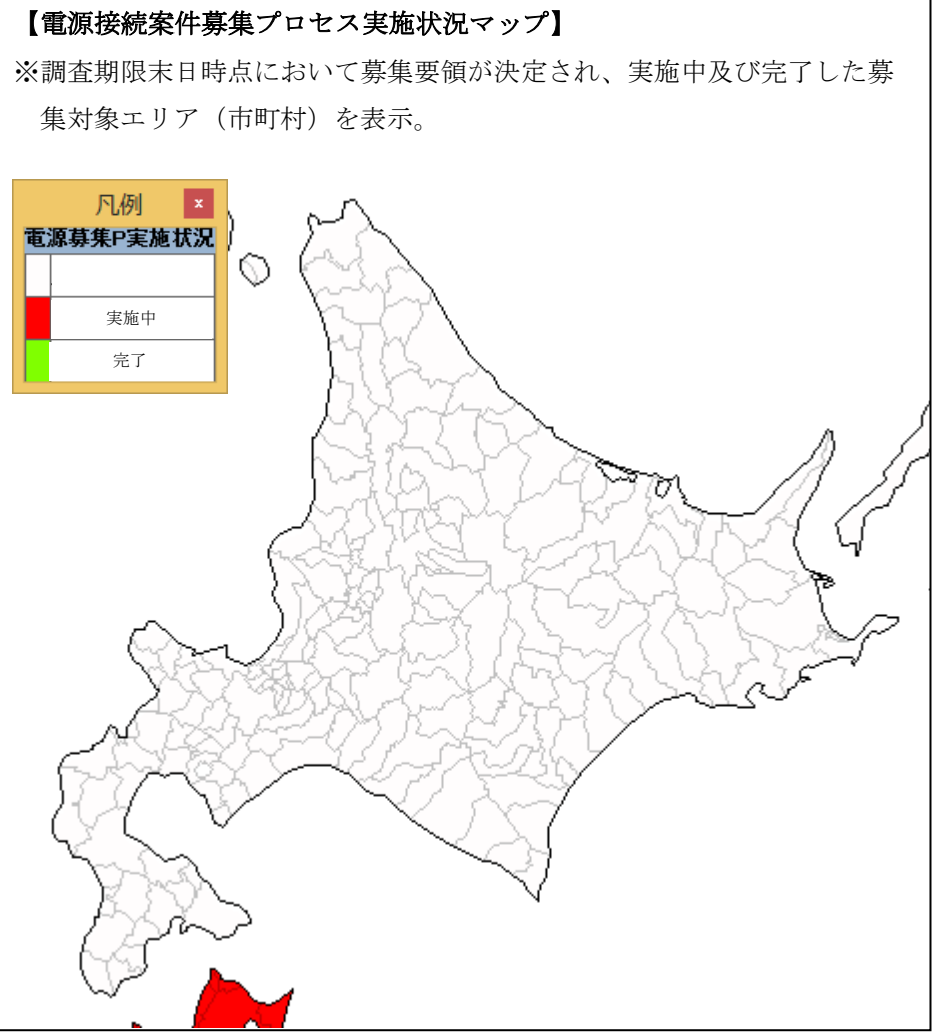 【電源接続案件募集プロセス実施状況マップ】
※調査期限末日時点において募集要領が決定され、実施中及び完了した募
集対象エリア（市町村）を表示。
凡例 x
電源募集P実施状況
実施中
完了